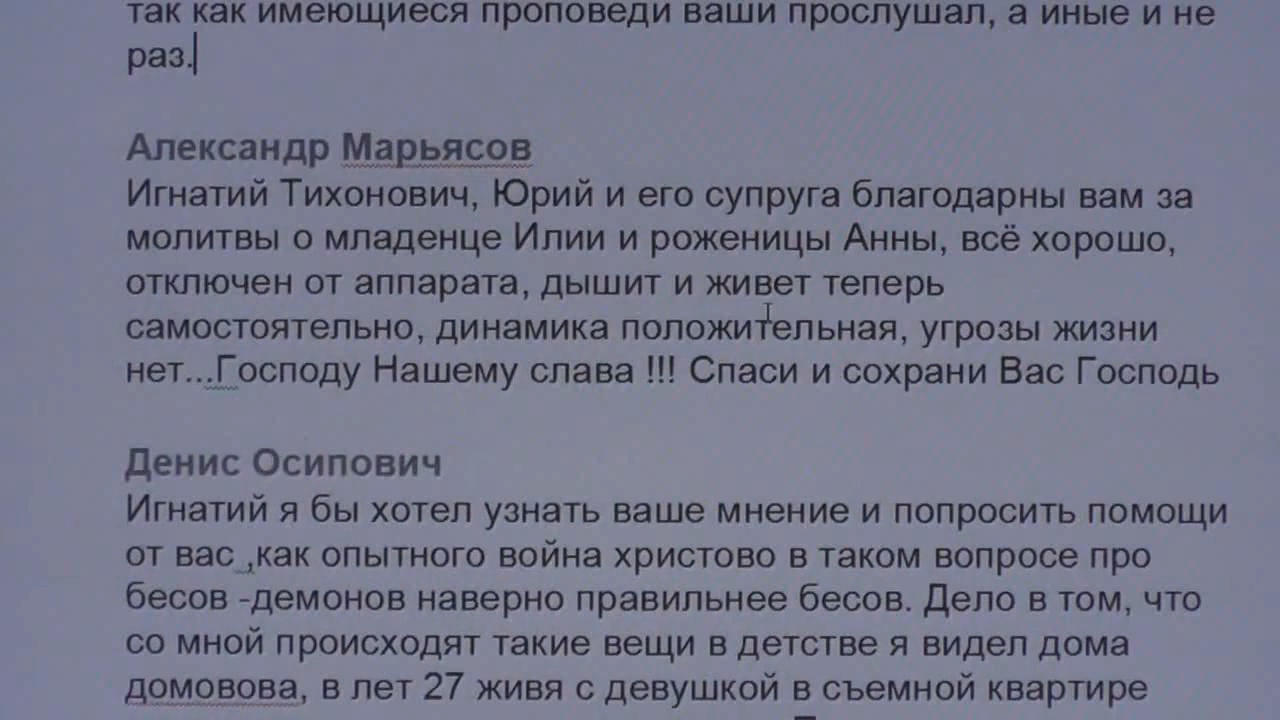 так как имеющиеся проповеди ваши прослушал, а иные и не
раз.
Александр Марьясов
Игнатий Тихонович, Юрий и его супруга благодарны вам за
молитвы о младенце Илии и роженицы Анны, всё хорошо,
отключен от аппарата, дышит и живет теперь
самостоятельно, динамика положительная, угрозы жизни
нет...Господу Нашему слава !!! Спаси и сохрани Вас Господь
Денис Осипович
Игнатий я бы хотел узнать ваше мнение и попросить помощи
от вас ,как опытного война христово в таком вопросе про
бесов -демонов наверно правильнее бесов. Дело в том, что
со мной происходят такие вещи в детстве я видел дома
домовова, в лет 27 живя с девушкой в съемной квартире